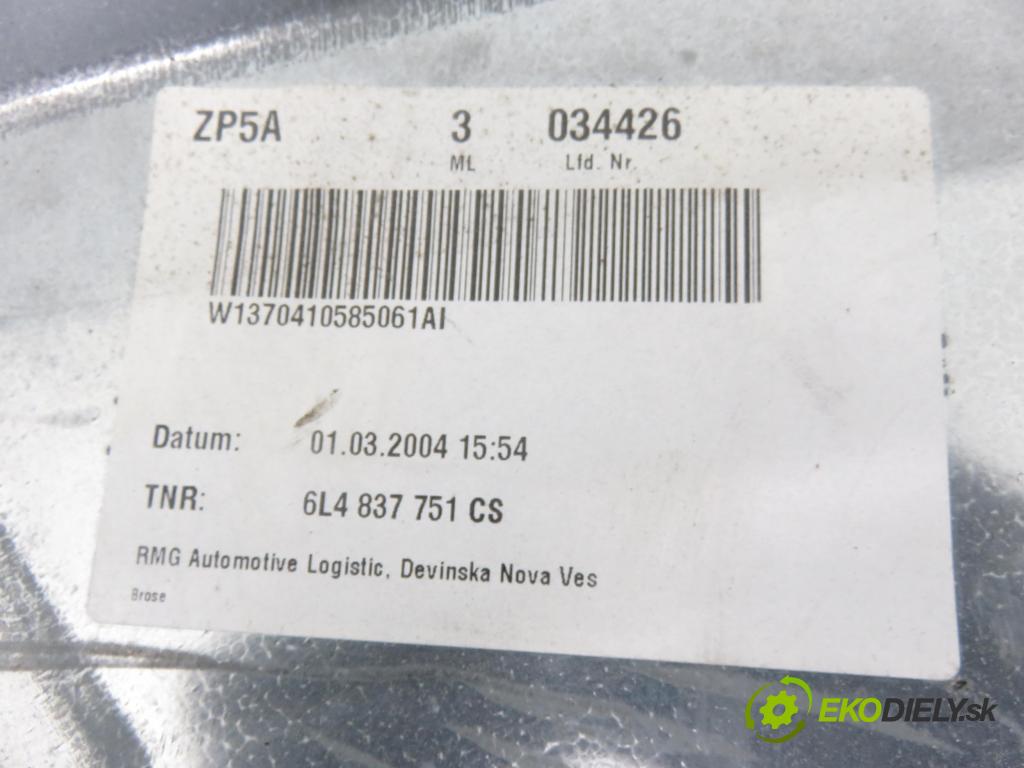 ZP5A 3 034426
ML Lfd. Nr.
W1370410585061AI
Datum: 01.03.2004 15:54
TNR: 6L4 837 751 CS
RMG Automotive Logistic, Devinska Nova Ves
Brose
EKODIELY.sk